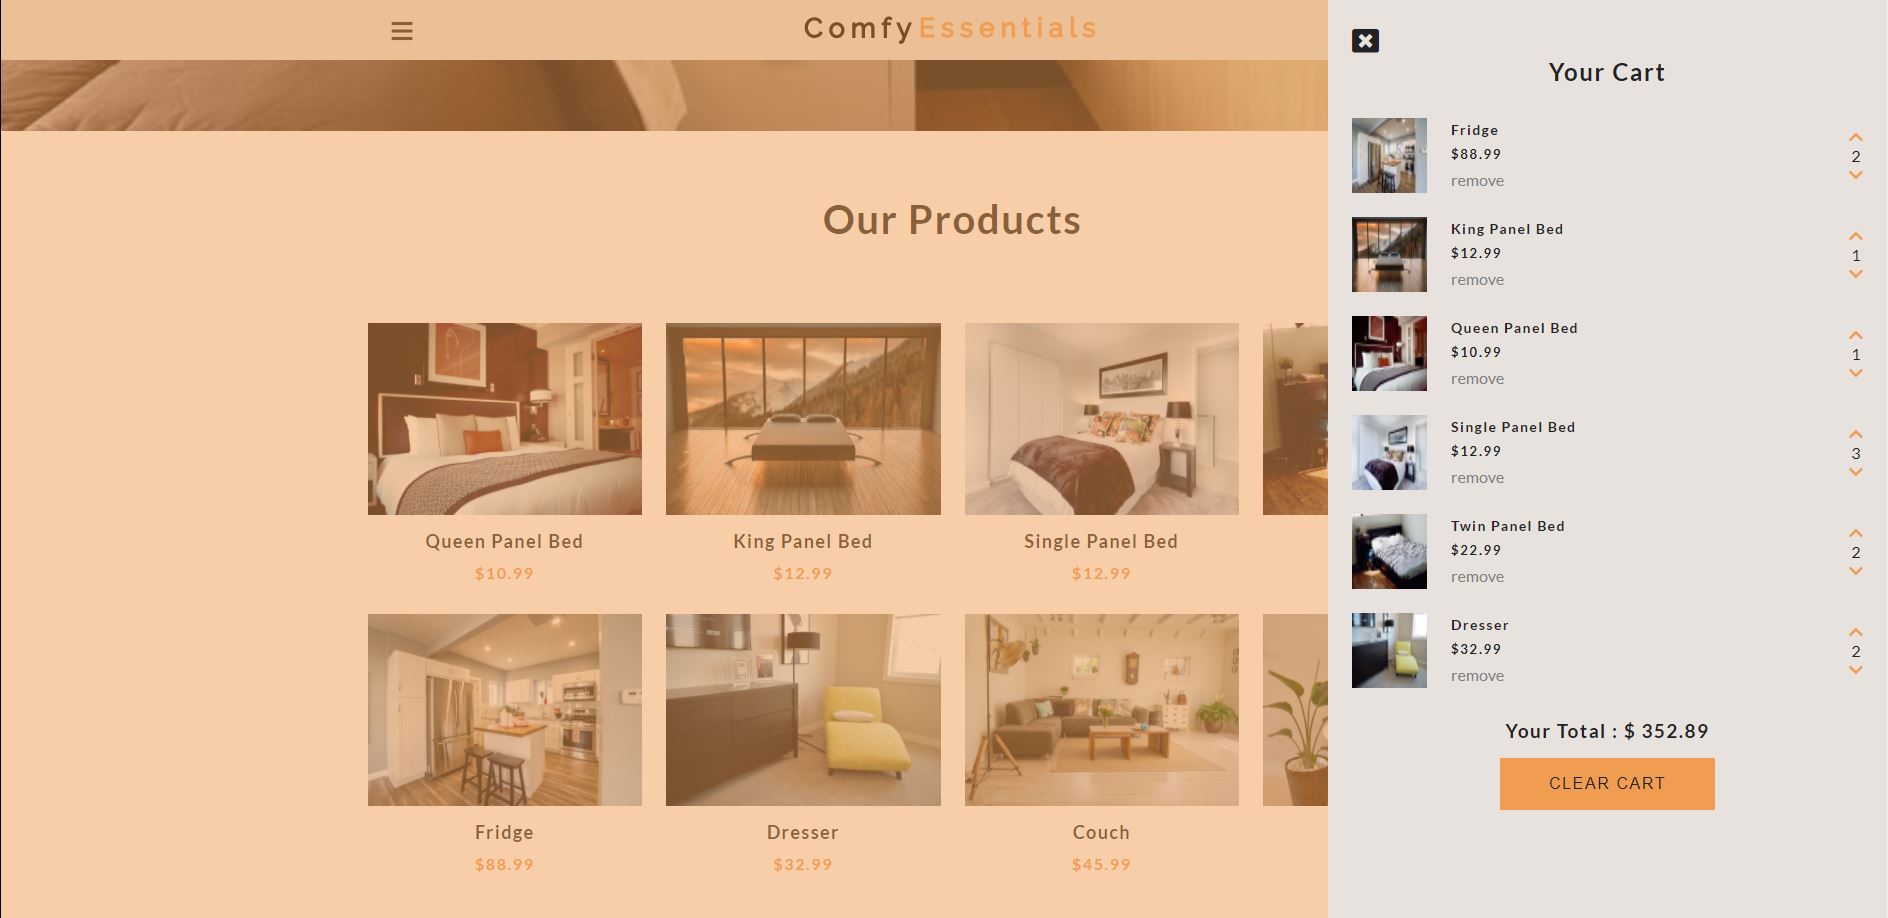 ComfyEssentials
Our Products
Queen Panel Bed
$10.99
King Panel Bed
$12.99
Single Panel Bed
$12.99
Fridge
$88.99
Dresser
$32.99
Couch
$45.99
Your Cart
Fridge
$88.99
remove
2
King Panel Bed
$12.99
remove
1
Queen Panel Bed
$10.99
remove
1
Single Panel Bed
$12.99
remove
3
Twin Panel Bed
$22.99
remove
2
Dresser
$32.99
remove
2
Your Total : $ 352.89
CLEAR CART